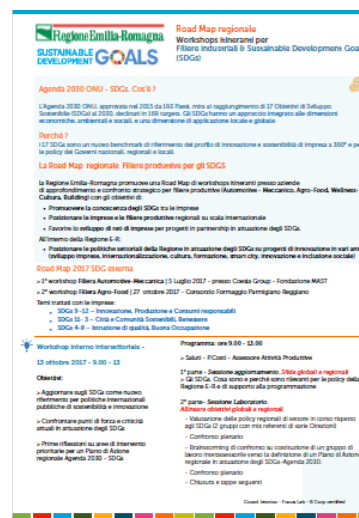 Regione Emilia-Romagna
SUSTAINABLE
DEVELOPMENT GOALS
Road Map regionale
Workshops itineranti per
Filiere Industriali & Sustainable Development Goa
(SDGs)
Agenda 2030 ONU - SDGs. Cos'è ?
L'Agenda 2030 ONU, approvata nel 2015 da 193 Paesi, mira al raggiungimento di 17 Obiettivi di Sviluppo
Sostenibile (SDGs) al 2030, declinati in 169 targets. Gli SDGs hanno un approccio integrato alle dimensioni
economiche, ambientali e sociali, e una dimensione di applicazione locale e globale.
Perché ?
I 17 SDGs sono un nuovo benchmark di riferimento del profilo di innovazione e sostenibilità di impresa a 360° e pe
le policy dei Governi nazionali, regionali e locali.
La Road Map regionale Filiere produttive per gli SDGS
La Regione Emilia-Romagna promuove una Road Map di workshops itineranti presso aziende
di approfondimento e confronto strategico per filiere produttive (Automotive - Meccanico, Agro-Food, Wellness-
Cultura, Building) con gli obiettivi di:
• Promuovere la conoscenza degli SDGs tra le imprese
• Posizionare le imprese e le filiere produttive regionali su scala internazionale
• Favorire lo sviluppo di reti di imprese per progetti in partnership in attuazione degli SDGs.
All'interno della Regione E-R:
• Posizionare le politiche settoriali della Regione in attuazione degli SDGs su progetti di innovazione in vari am
(sviluppo imprese, internazionalizzazione, cultura, formazione, smart city, innovazione e inclusione sociale)
Road Map 2017 SDG esterna
> 1° workshop Filiera Automotive-Meccanica | 5 Luglio 2017 - presso Coesia Group - Fondazione MAST
> 2° workshop Filiera Agro-Food | 27 ottobre 2017 - Consorzio Formaggio Parmigiano Reggiano
Temi trattati con le imprese:
• SDGs 9 -12 – Innovazione, Produzione e Consumi responsabili
• SDGs 11- 3 – Città e Comunità Sostenibili, Benessere
• SDGs 4-8 – Istruzione di qualità, Buona Occupazione
Workshop interno intersettoriale -
13 ottobre 2017 - 9.00 - 13
Obiettivi:
> Aggiornare sugli SDGs come nuovo
riferimento per politiche internazionali
pubbliche di sostenibilità e innovazione
> Confrontare punti di forza e criticità
attuali in attuazione degli SDGs
> Prime riflessioni su aree di intervento
prioritarie per un Piano di Azione
regionale Agenda 2030 - SDGs
Programma: ore 9.00 - 13.00
> Saluti – P.Costi - Assessore Attività Produttive
1° parte - Sessione aggiornamento. Sfide globali e regionali
> Gli SDGs. Cosa sono e perché sono rilevanti per le policy della
Regione E-R e di supporto alla programmazione
2° parte- Sessione Laboratorio.
Allineare obiettivi globali e regionali
- Valutazione delle policy regionali di settore in corso rispetto
agli SDGs (2 gruppi con mix referenti di varie Direzioni)
- Confronto plenario
- Brainstorming di confronto su costituzione di un gruppo di
lavoro interassessorile verso la definizione di un Piano di Azione
regionale in attuazione degli SDGs-Agenda 2030.
- Confronto plenario
- Chiusura e tappe seguenti
Coord. tecnico - Focus Lab - B Corp certified